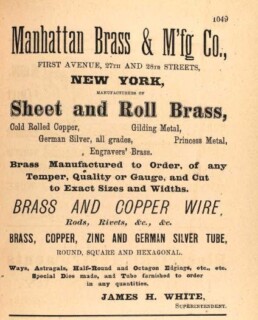 1049
Manhattan Brass & M'fg Co.,
FIRST AVENUE, 27TH AND 28TH STREETS,
NEW YORK,
MANUFACTURERS OF
Sheet and Roll Brass,
Cold Rolled Copper, Gilding Metal,
German Silver, all grades, Princess Metal,
Engravers' Brass.
Brass Manufactured to Order, of any
Temper, Quality or Gauge, and Cut
to Exact Sizes and Widths.
BRASS AND COPPER WIRE,
Rods, Rivets, &c., &c.
BRASS, COPPER, ZINC AND GERMAN SILVER TUBE,
ROUND, SQUARE AND HEXAGONAL.
Ways, Astragals, Half-Round and Octagon Edgings, etc., etc.
Special Dies made, and Tube furnished to order
in any quantities.
JAMES H. WHITE,
SUPERINTENDENT.